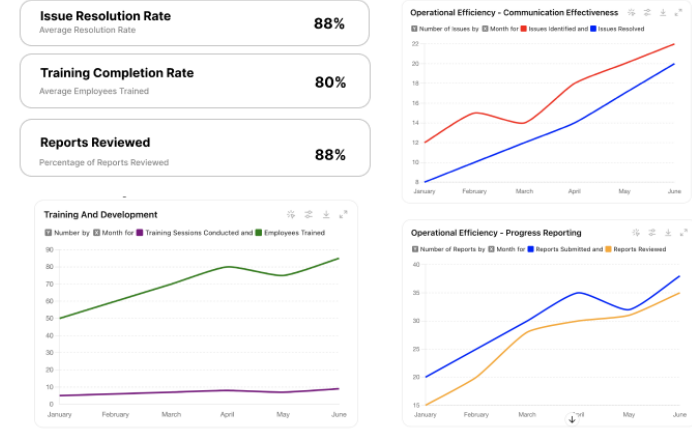 Issue Resolution Rate
Average Resolution Rate
88%
Training Completion Rate
Average Employees Trained
80%
Reports Reviewed
Percentage of Reports Reviewed
88%
Operational Efficiency - Communication Effectiveness
Y Number of Issues by X Month for Issues Identified and Issues Resolved
22
20
18
16
14
12
10
8
January February March April May June
Training And Development
Y Number by X Month for Training Sessions Conducted and Employees Trained
90
80
70
60
50
40
30
20
10
0
January February March April May June
Operational Efficiency - Progress Reporting
Y Number of Reports by X Month for Reports Submitted and Reports Reviewed
40
35
30
25
20
15
January February March April May June